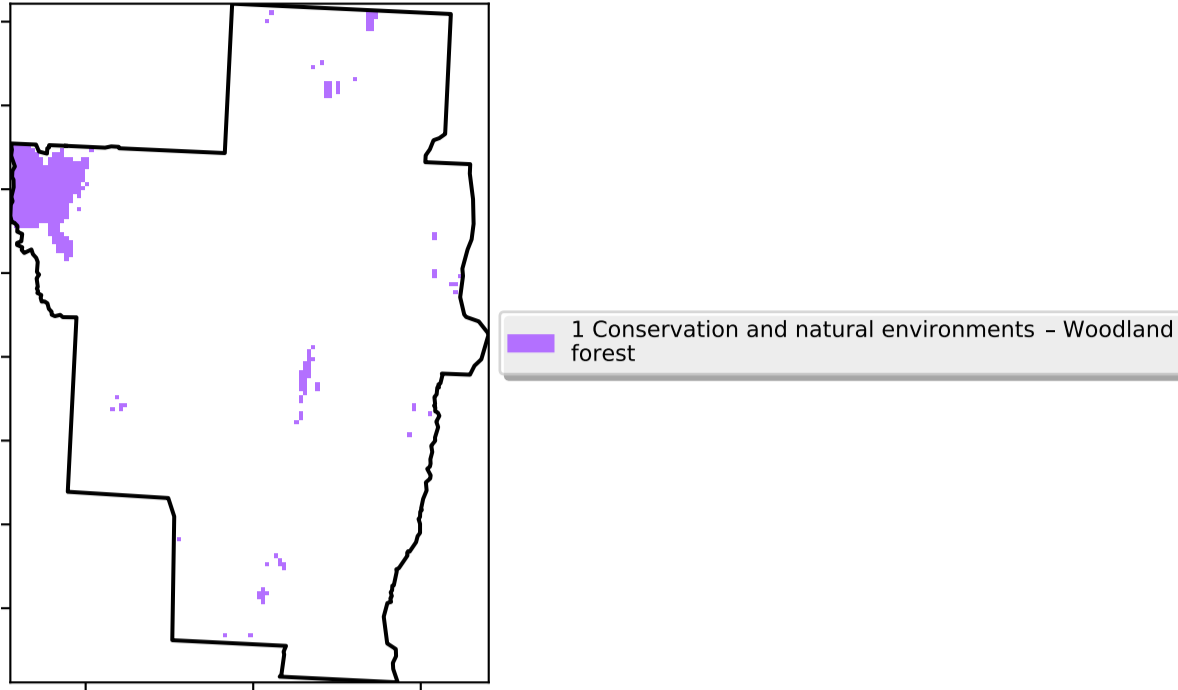 1 Conservation and natural environments – Woodland
forest